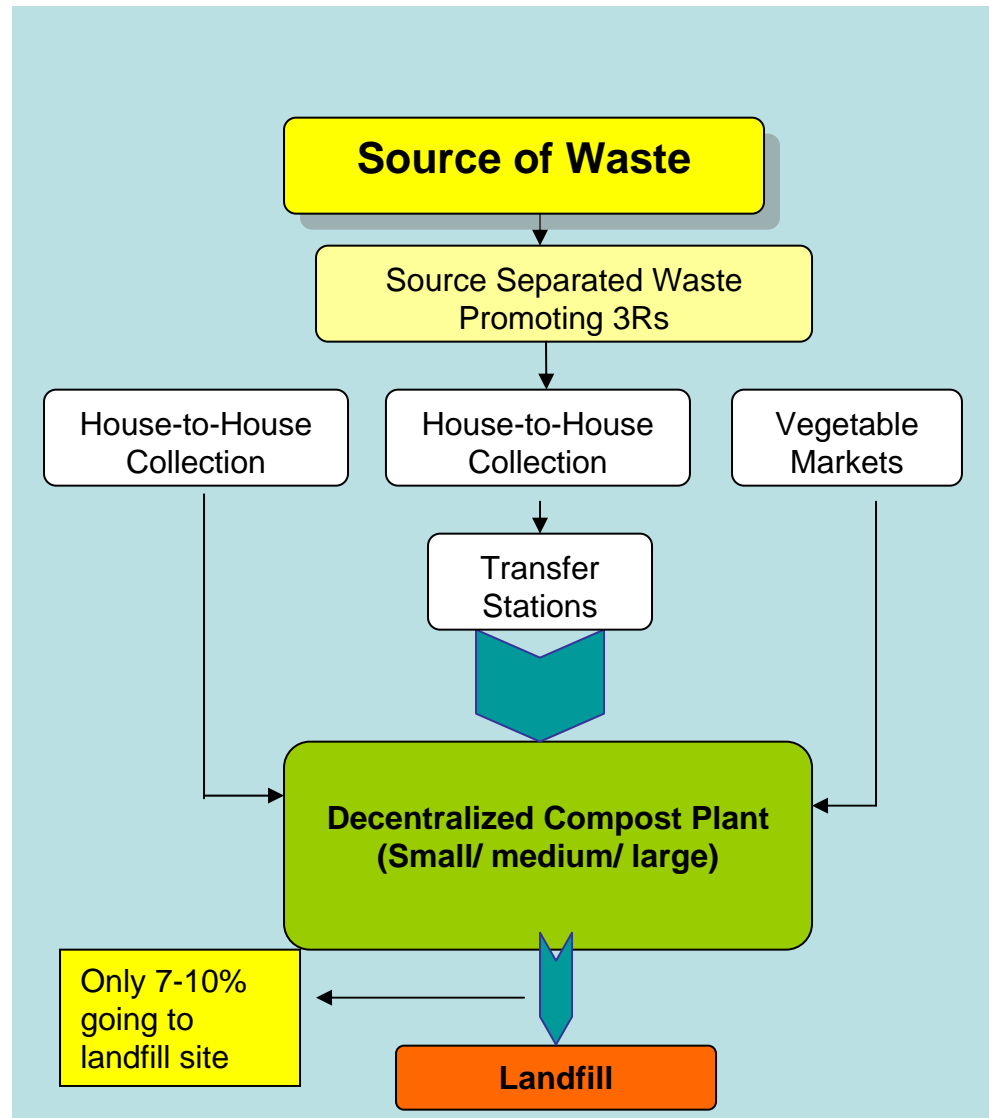 Source of Waste
Source Separated Waste
Promoting 3Rs
House-to-House
Collection
House-to-House
Collection
Vegetable
Markets
Transfer
Stations
Decentralized Compost Plant
(Small/ medium/ large)
Only 7-10%
going to
landfill site
Landfill